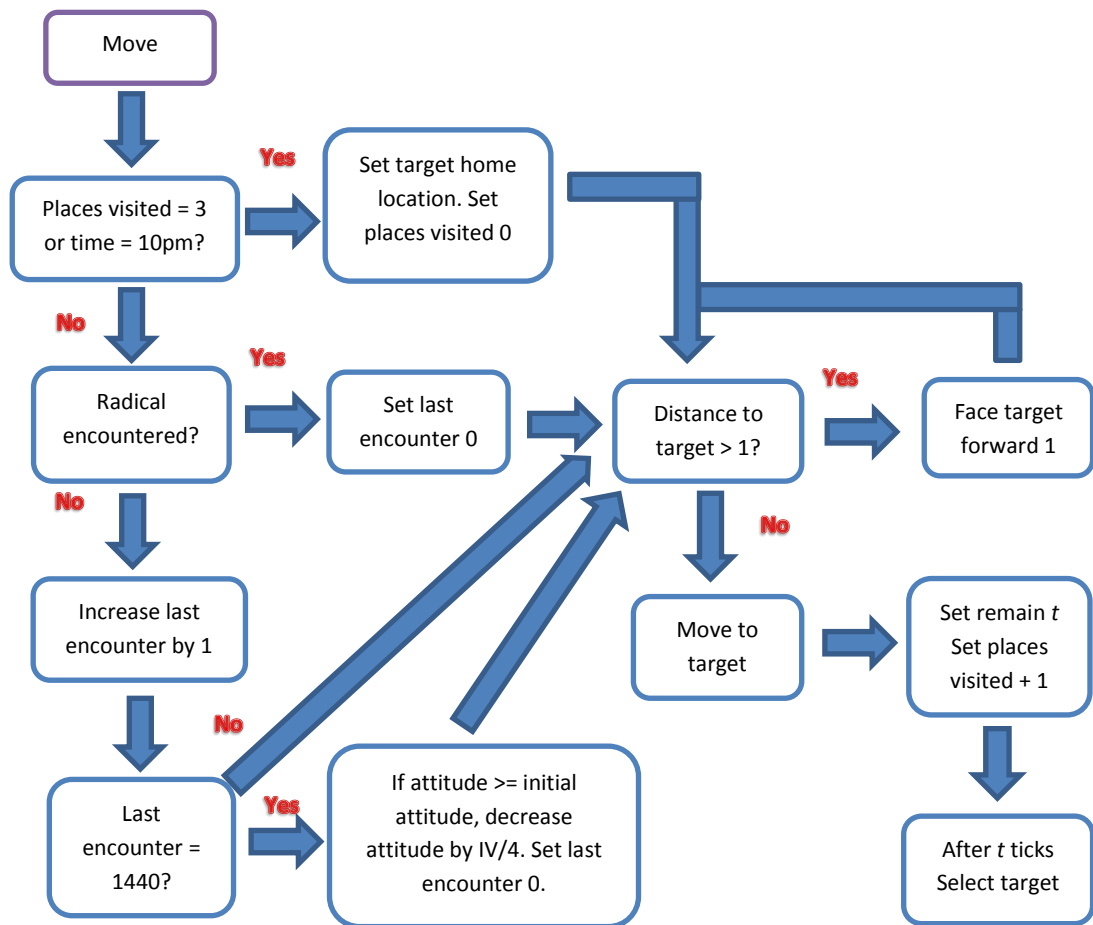 Move
Yes
Set target home
location. Set
places visited 0
Places visited = 3
or time = 10pm?
No
Yes
Radical
encountered?
Set last
encounter 0
Distance to
target > 1?
Yes
Face target
forward 1
No
No
Increase last
encounter by 1
Move to
target
Set remain t
Set places
visited + 1
No
Last
encounter =
1440?
Yes
If attitude >= initial
attitude, decrease
attitude by IV/4. Set last
encounter 0.
After t ticks
Select target